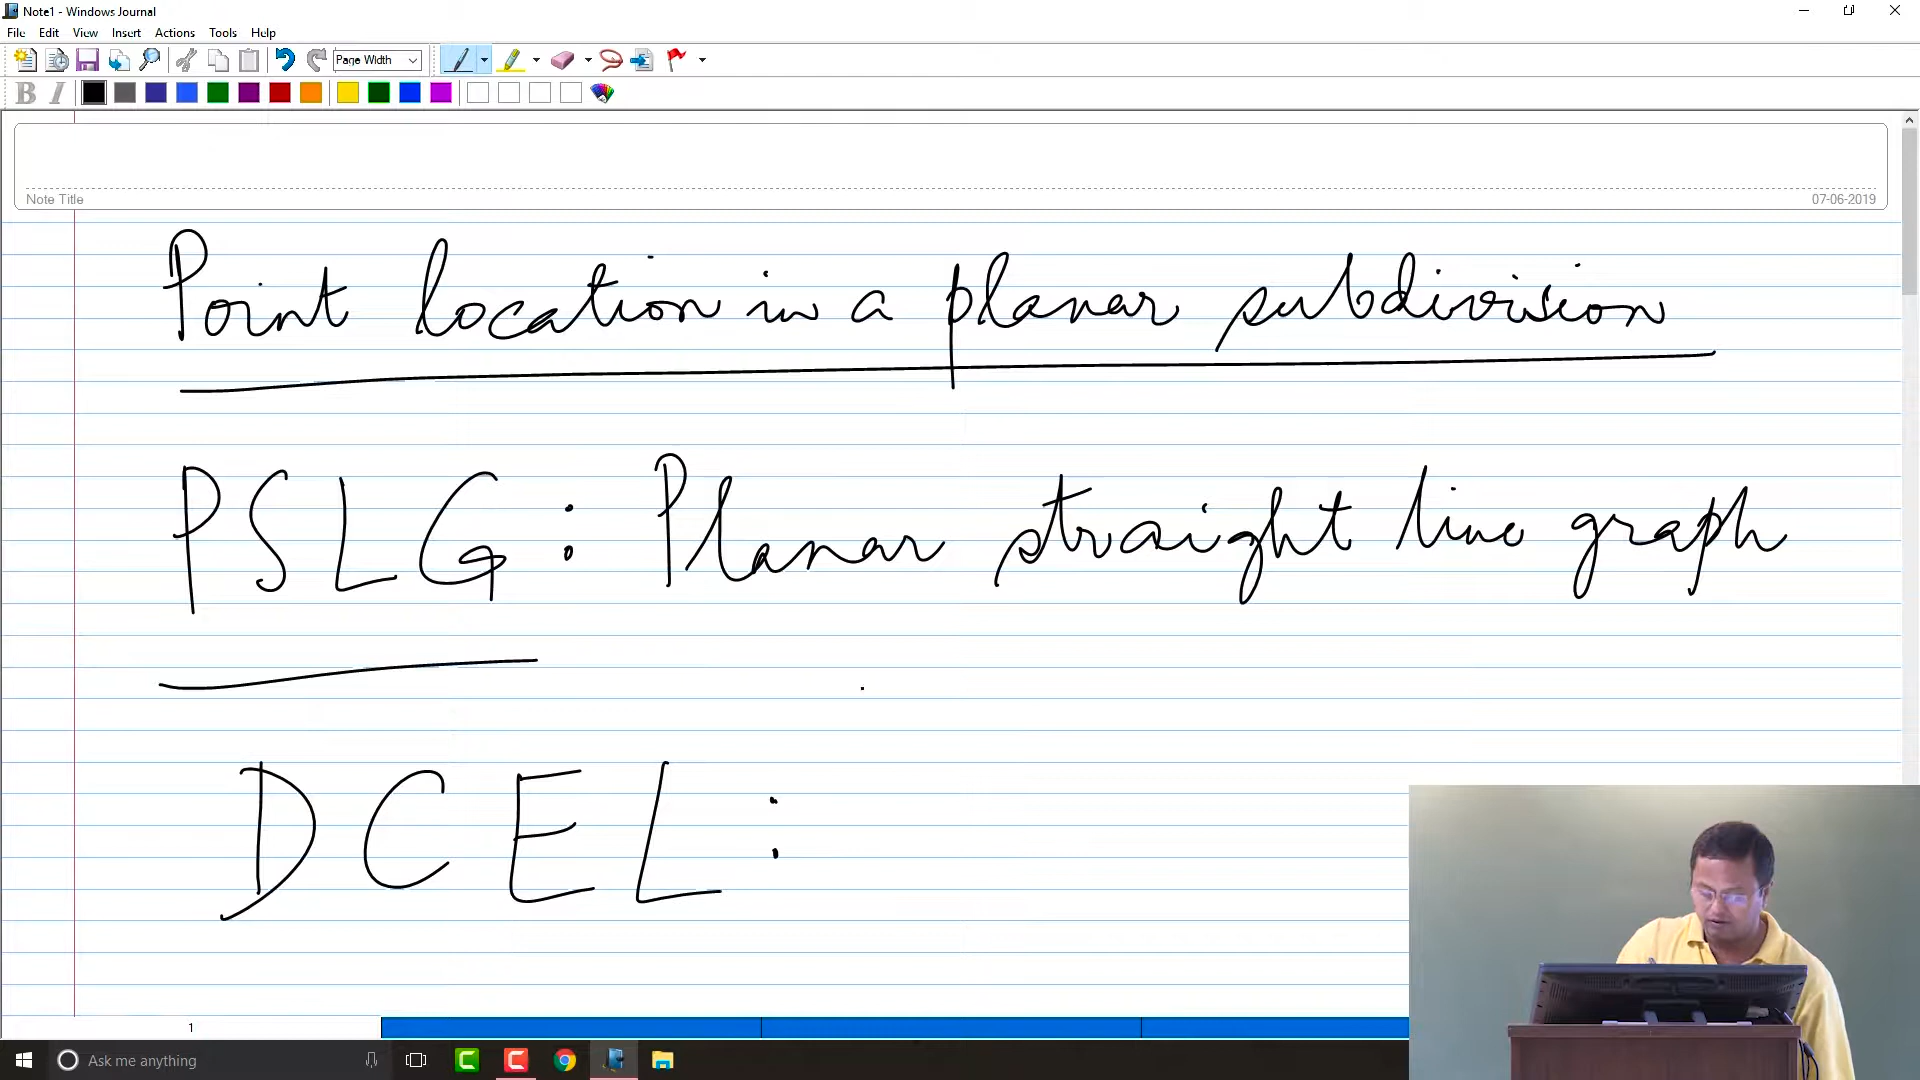 Note1 - Windows Journal
File Edit View Insert Actions Tools Help
Page Width
B I
Note Title 07-06-2019
Point location in a planar subdivision
PSLG : Planar straight line graph
DCEL :
1
Ask me anything